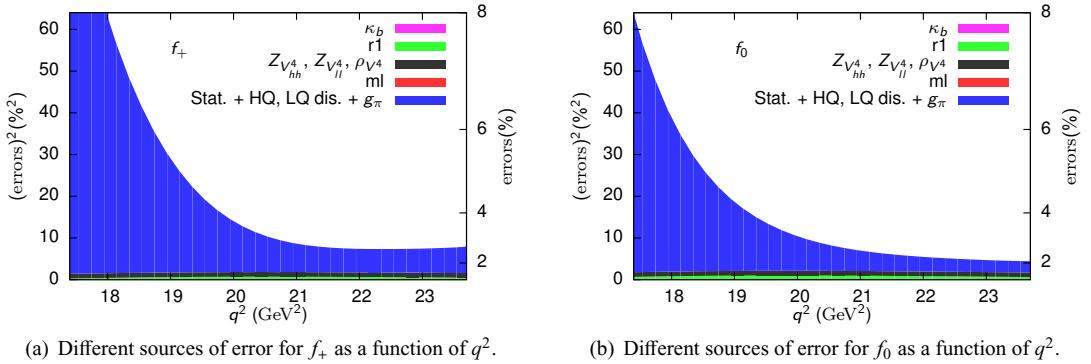 60
50
40
30
20
10
0
(errors)²(%²)
f₊
κ_b
r1
Z_{V⁴_{hh}}, Z_{V⁴_{ll}}, ρ_{V⁴}
ml
Stat. + HQ, LQ dis. + g_π
8
6
4
2
errors(%)
18 19 20 21 22 23
q² (GeV²)
(a) Different sources of error for f₊ as a function of q².
60
50
40
30
20
10
0
(errors)²(%²)
f₀
κ_b
r1
Z_{V⁴_{hh}}, Z_{V⁴_{ll}}, ρ_{V⁴}
ml
Stat. + HQ, LQ dis. + g_π
8
6
4
2
errors(%)
18 19 20 21 22 23
q² (GeV²)
(b) Different sources of error for f₀ as a function of q².